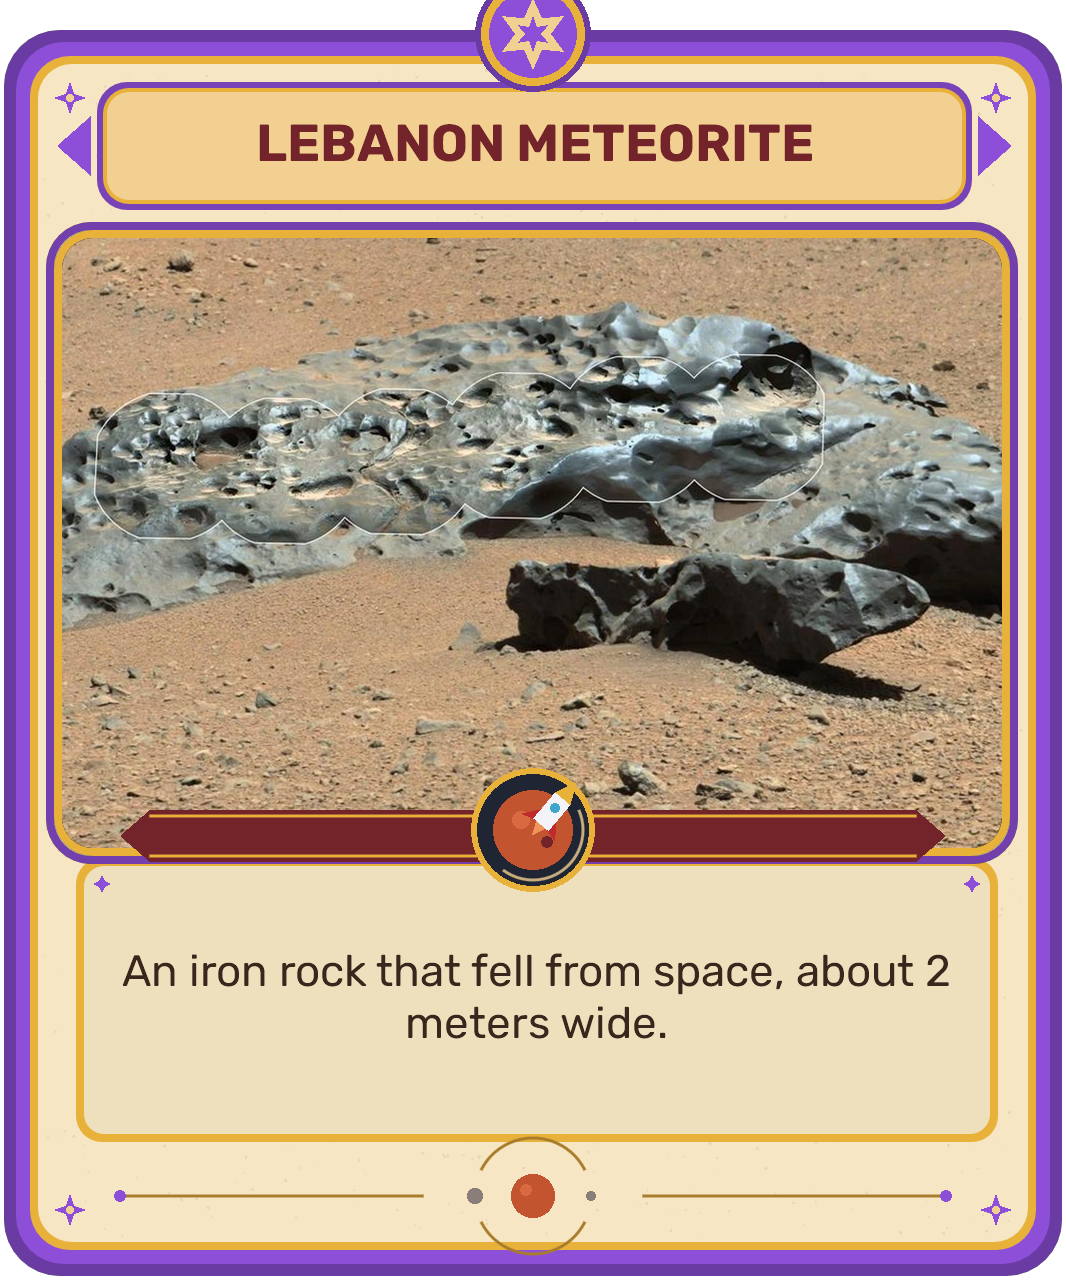 LEBANON METEORITE
An iron rock that fell from space, about 2
meters wide.